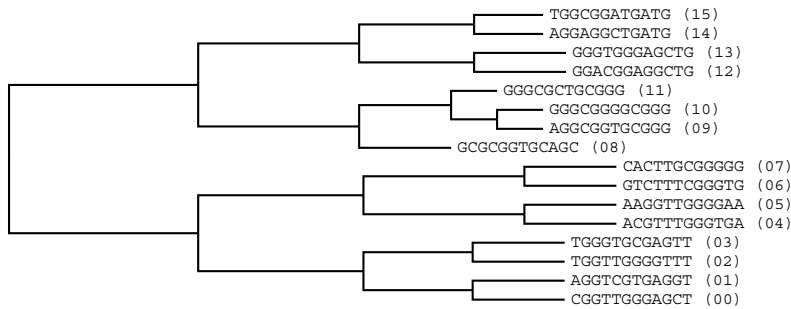 TGGCGGATGATG (15)
AGGAGGCTGATG (14)
GGGTGGGAGCTG (13)
GGACGGAGGCTG (12)
GGGCGCTGCGGG (11)
GGGCGGGGCGGG (10)
AGGCGGTGCGGG (09)
GCGCGGTGCAGC (08)
CACTTGCGGGGG (07)
GTCTTTCGGGTG (06)
AAGGTTGGGGAA (05)
ACGTTTGGGTGA (04)
TGGGTGCGAGTT (03)
TGGTTGGGGTTT (02)
AGGTCGTGAGGT (01)
CGGTTGGGAGCT (00)